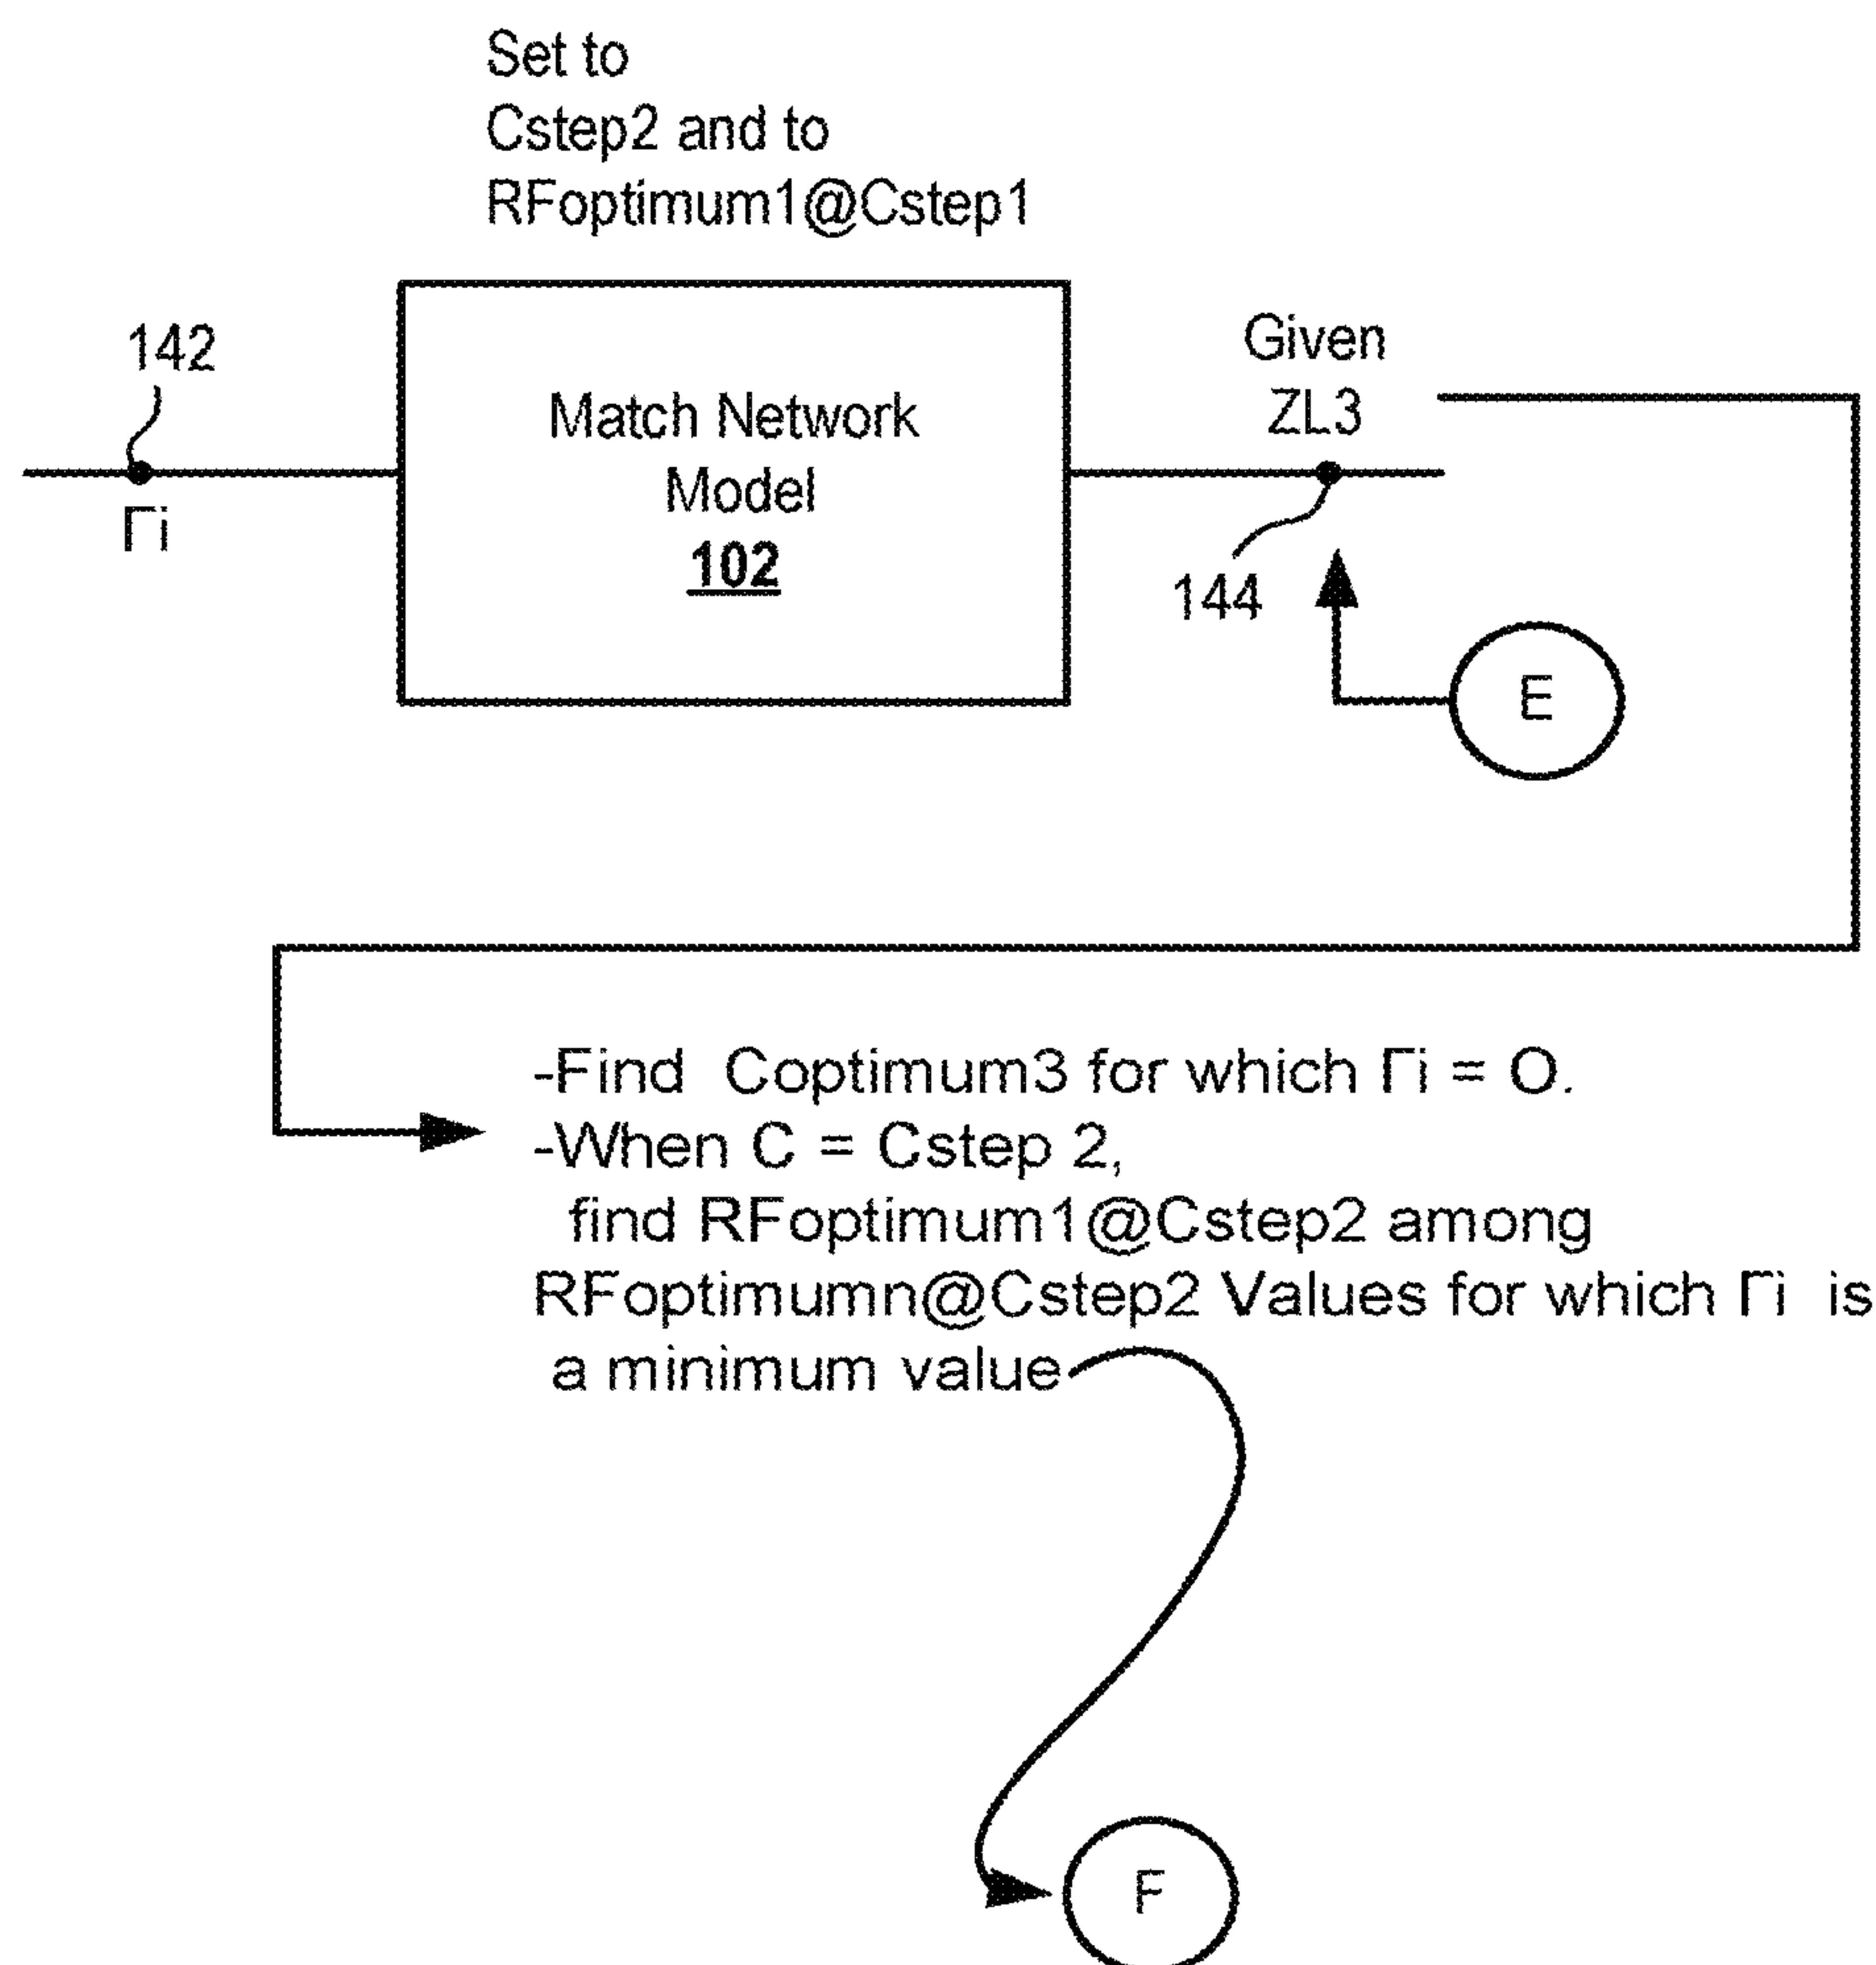 Set to
Cstep2 and to
RFoptimum1@Cstep1
142
Γi
Match Network
Model
102
Given
ZL3
144
E
-Find Coptimum3 for which Γi = O.
-When C = Cstep 2,
find RFoptimum1@Cstep2 among
RFoptimumn@Cstep2 Values for which Γi is
a minimum value
F